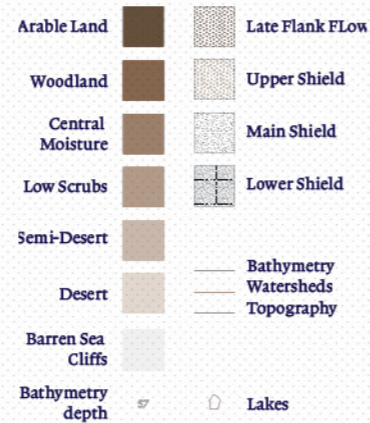 Arable Land
Woodland
Central
Moisture
Low Scrubs
Semi-Desert
Desert
Barren Sea
Cliffs
Bathymetry
depth
57
Late Flank FLow
Upper Shield
Main Shield
Lower Shield
Bathymetry
Watersheds
Topography
Lakes